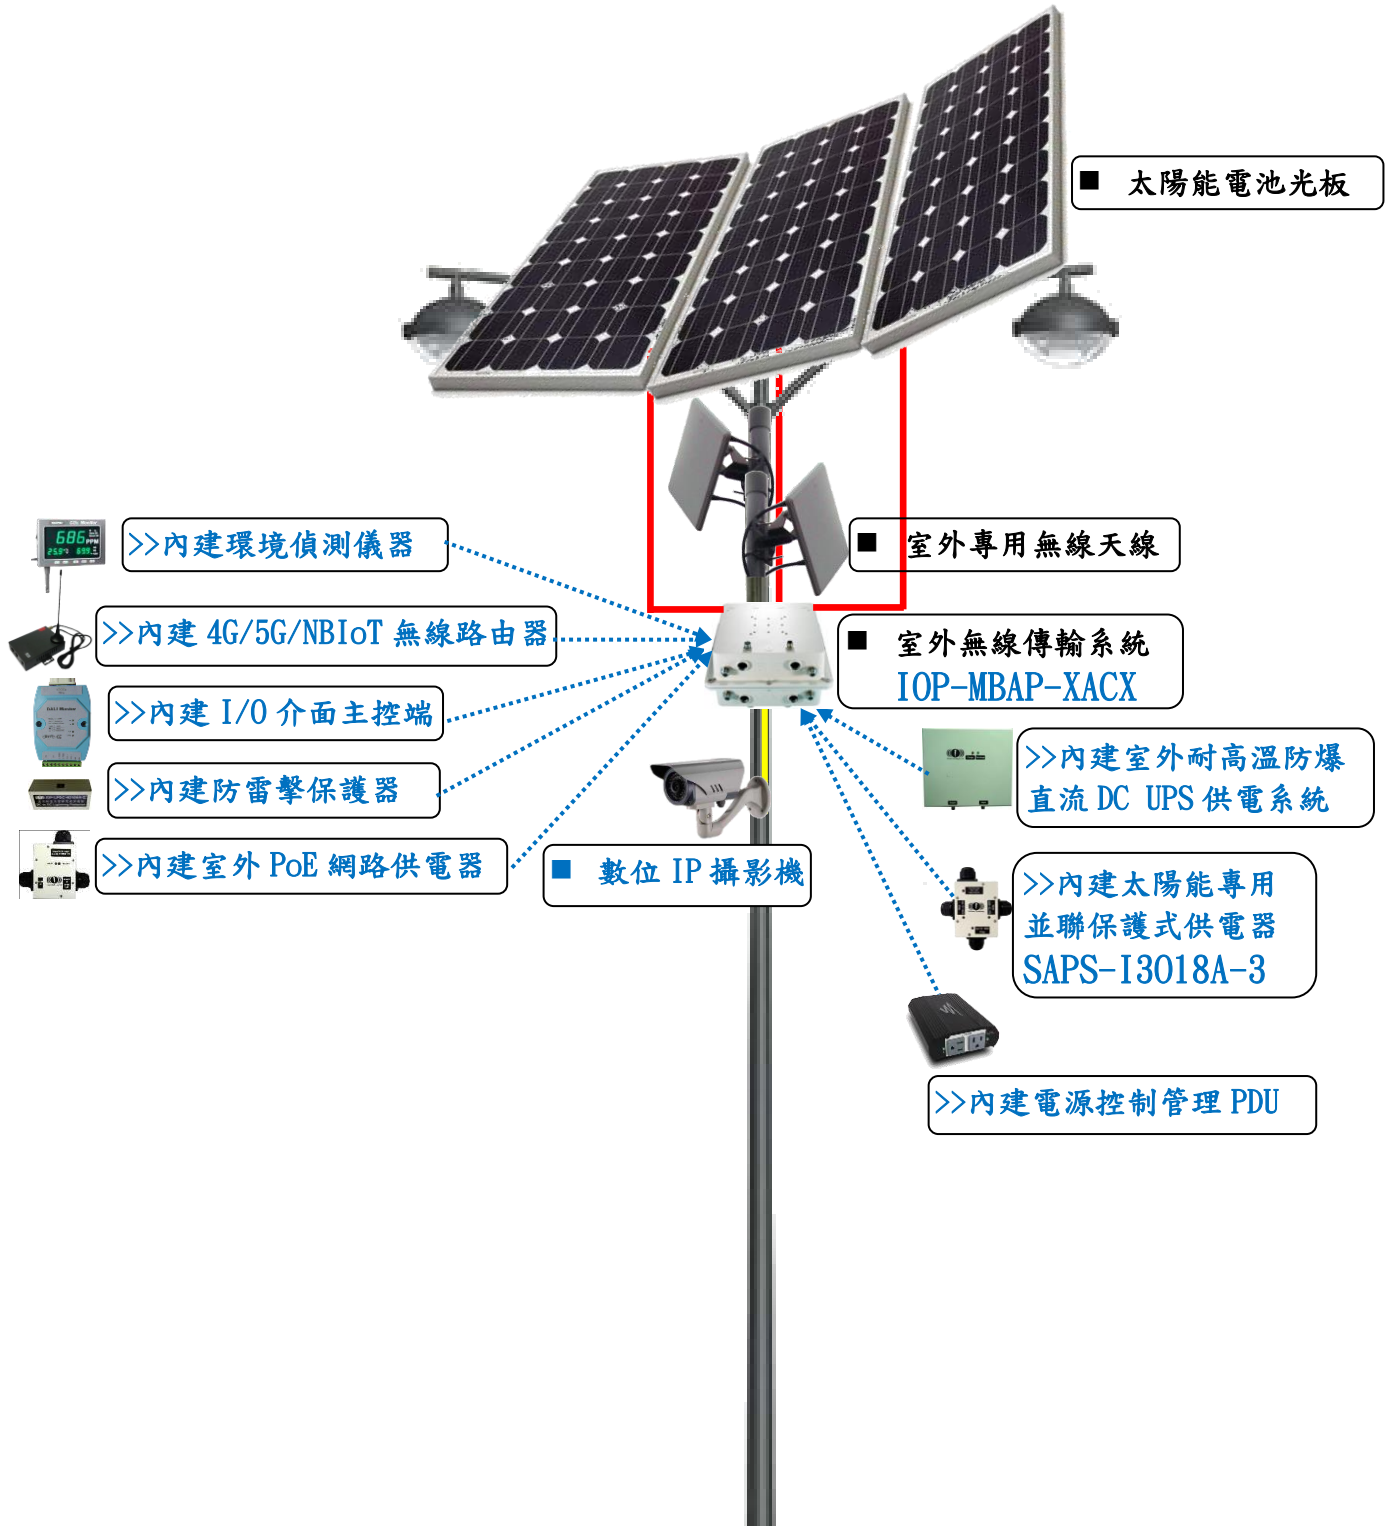 ■ 太陽能電池光板
■ 室外專用無線天線
>>內建環境偵測儀器
686
PPM
>>內建 4G/5G/NBIoT 無線路由器
■ 室外無線傳輸系統
IOP-MBAP-XACX
>>內建 I/O 介面主控端
>>內建防雷擊保護器
>>內建室外 PoE 網路供電器
■ 數位 IP 攝影機
>>內建室外耐高溫防爆
直流 DC UPS 供電系統
>>內建太陽能專用
並聯保護式供電器
SAPS-I3018A-3
>>內建電源控制管理 PDU